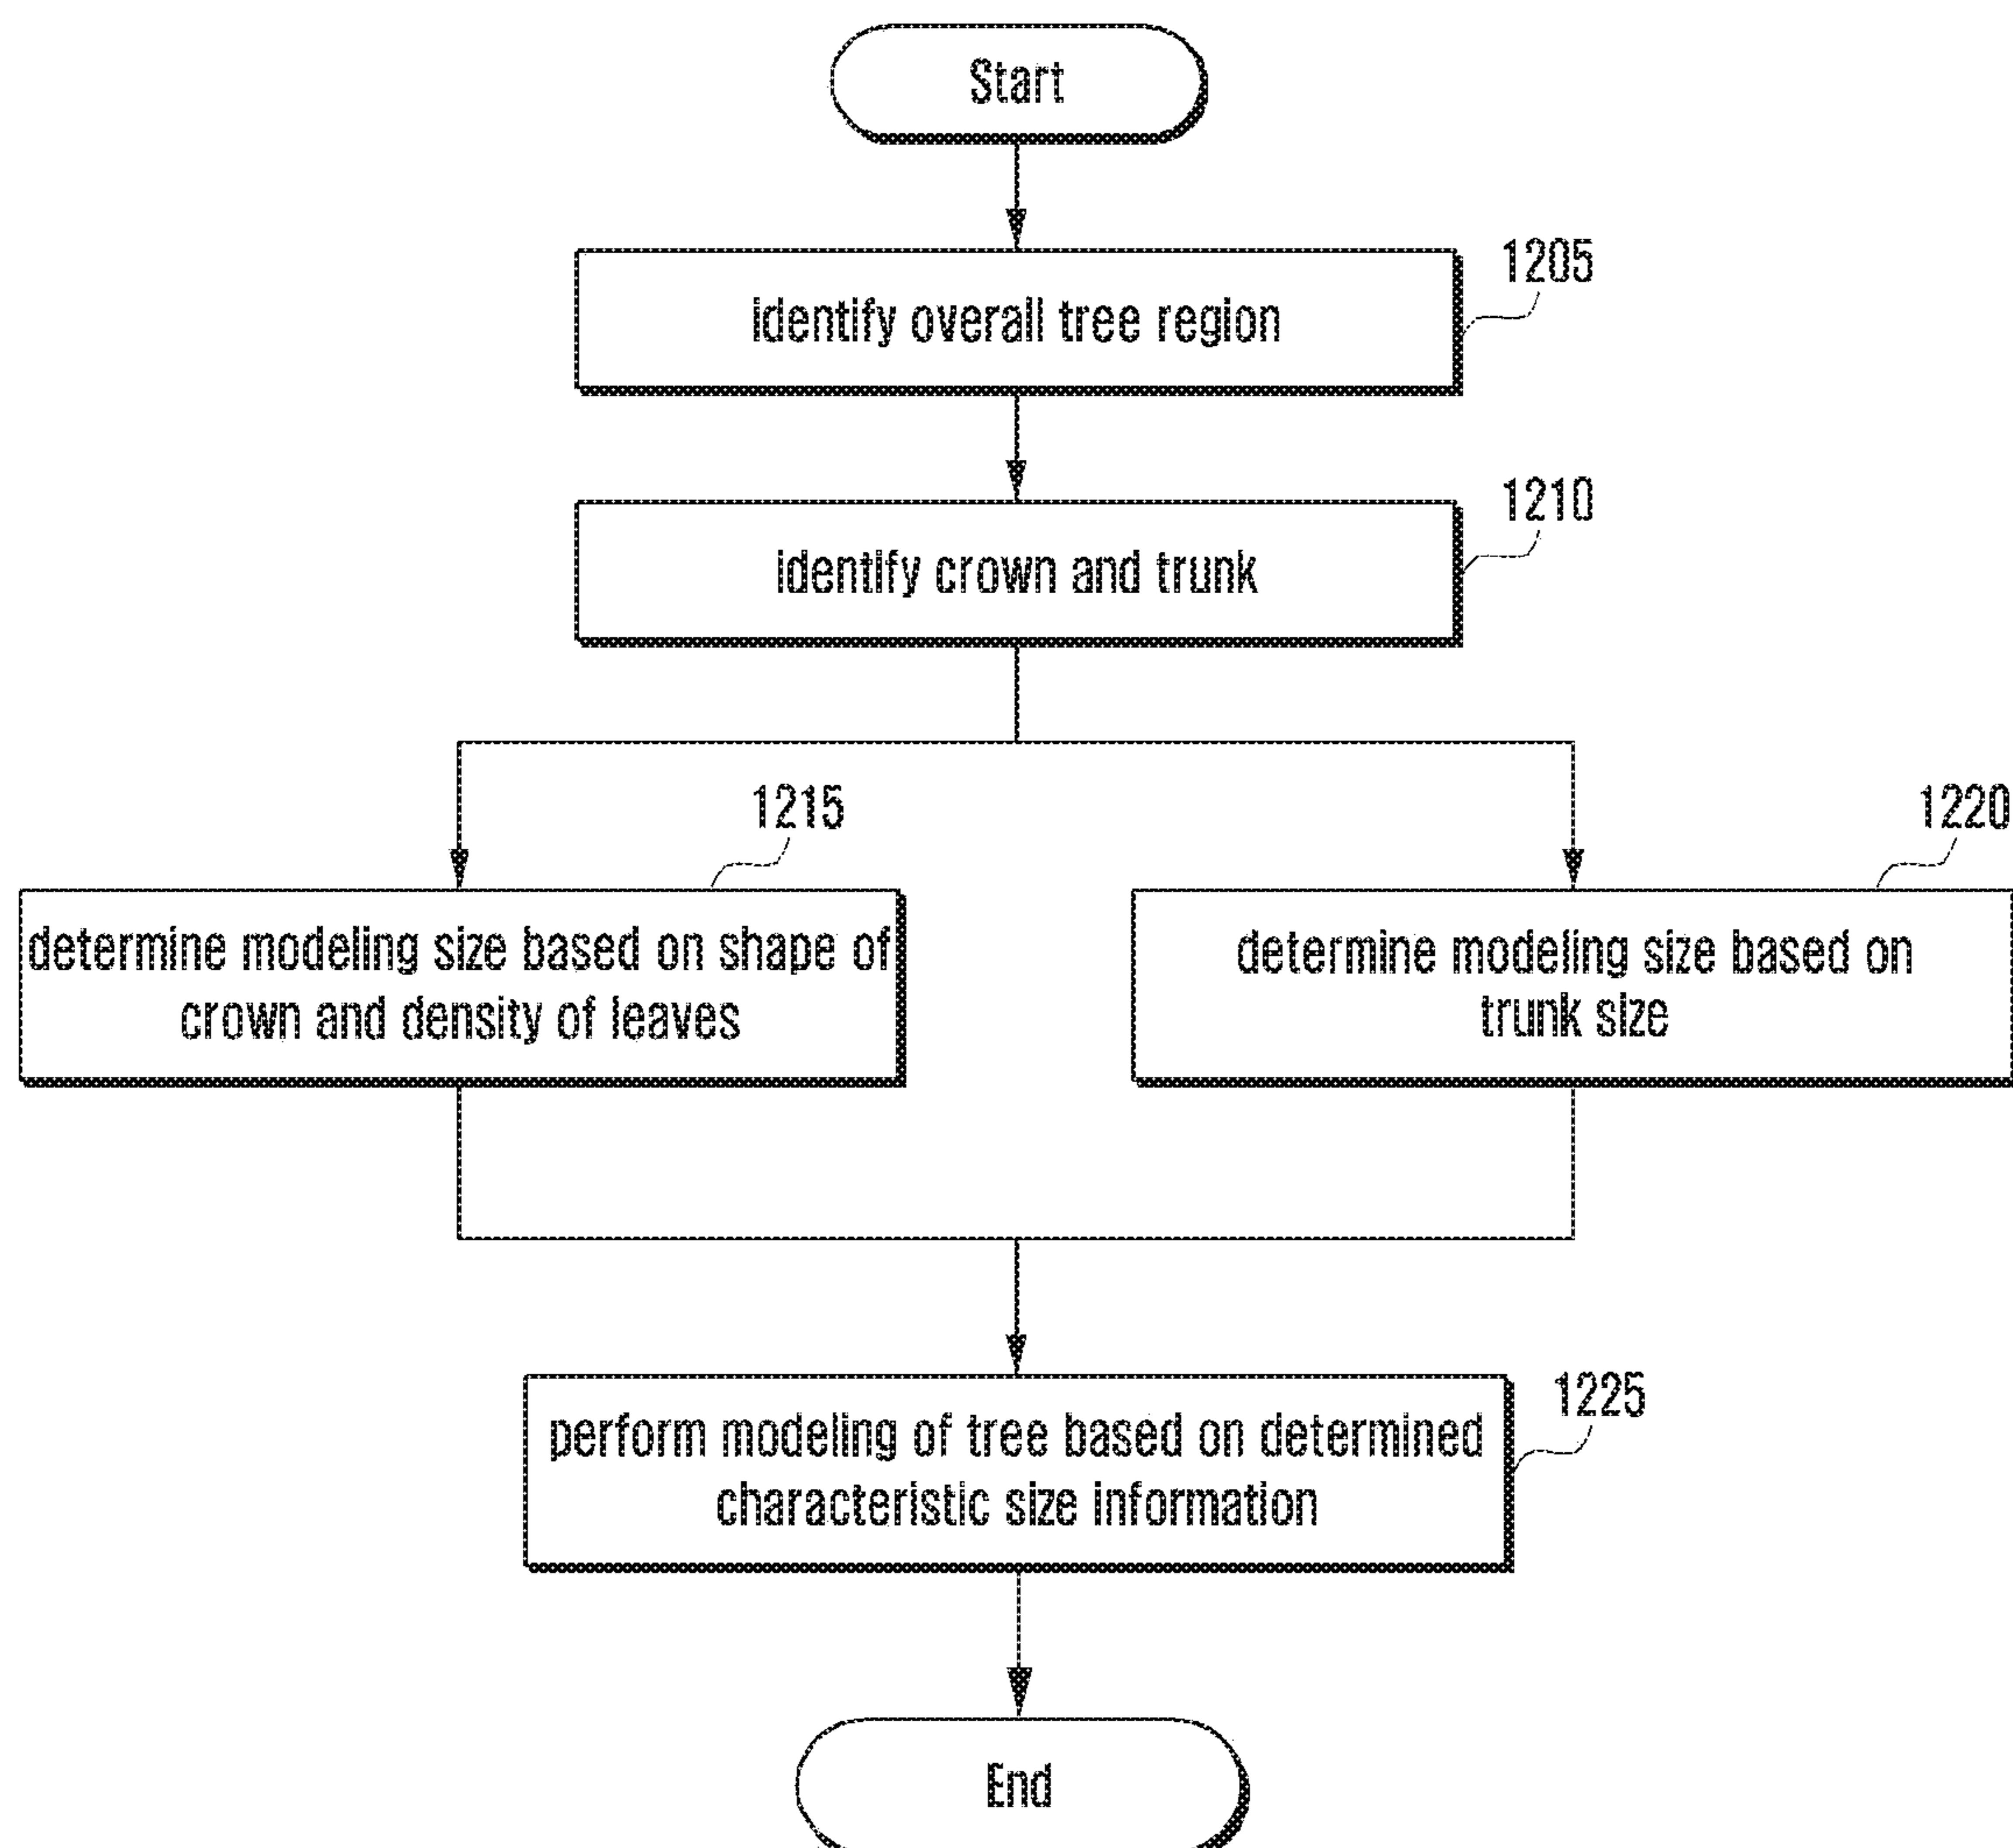 Start
1205
identify overall tree region
1210
identify crown and trunk
1215
determine modeling size based on shape of
crown and density of leaves
1220
determine modeling size based on
trunk size
1225
perform modeling of tree based on determined
characteristic size information
End